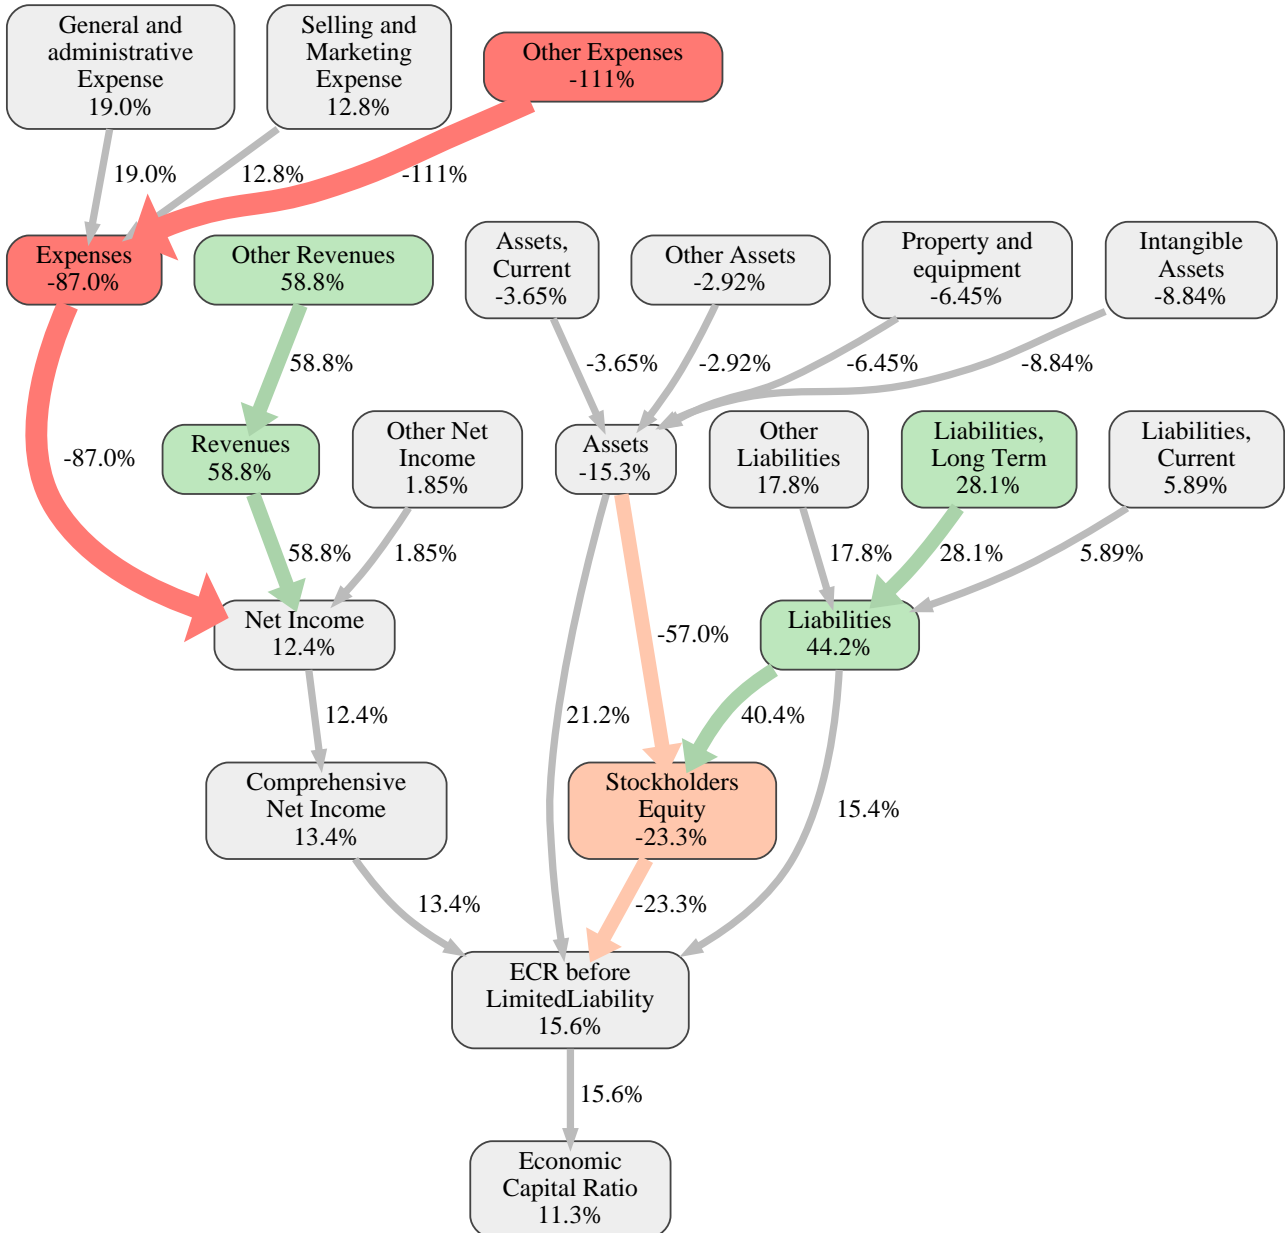 General and
administrative
Expense
19.0%
Selling and
Marketing
Expense
12.8%
Other Expenses
-111%
19.0%
12.8%
-111%
Expenses
-87.0%
Other Revenues
58.8%
Assets,
Current
-3.65%
Other Assets
-2.92%
Property and
equipment
-6.45%
Intangible
Assets
-8.84%
58.8%
-3.65%
-2.92%
-6.45%
-8.84%
-87.0%
Revenues
58.8%
Other Net
Income
1.85%
Assets
-15.3%
Other
Liabilities
17.8%
Liabilities,
Long Term
28.1%
Liabilities,
Current
5.89%
58.8%
1.85%
17.8%
28.1%
5.89%
Net Income
12.4%
-57.0%
Liabilities
44.2%
12.4%
21.2%
40.4%
Comprehensive
Net Income
13.4%
Stockholders
Equity
-23.3%
15.4%
13.4%
-23.3%
ECR before
LimitedLiability
15.6%
15.6%
Economic
Capital Ratio
11.3%